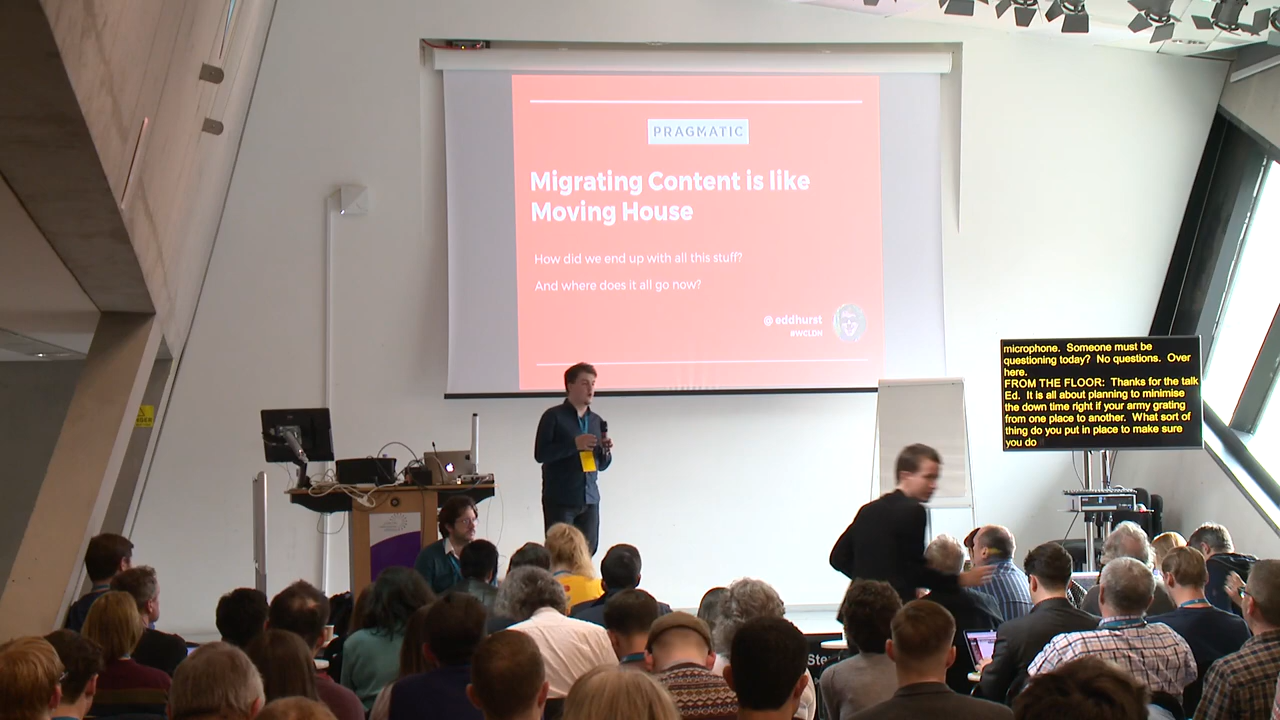 PRAGMATIC
Migrating Content is like
Moving House
How did we end up with all this stuff?
And where does it all go now?
@ eddhurst
#WCLDN
microphone. Someone must be
questioning today? No questions. Over
here.
FROM THE FLOOR: Thanks for the talk
Ed. It is all about planning to minimise
the down time right if your army grating
from one place to another. What sort of
thing do you put in place to make sure
you do